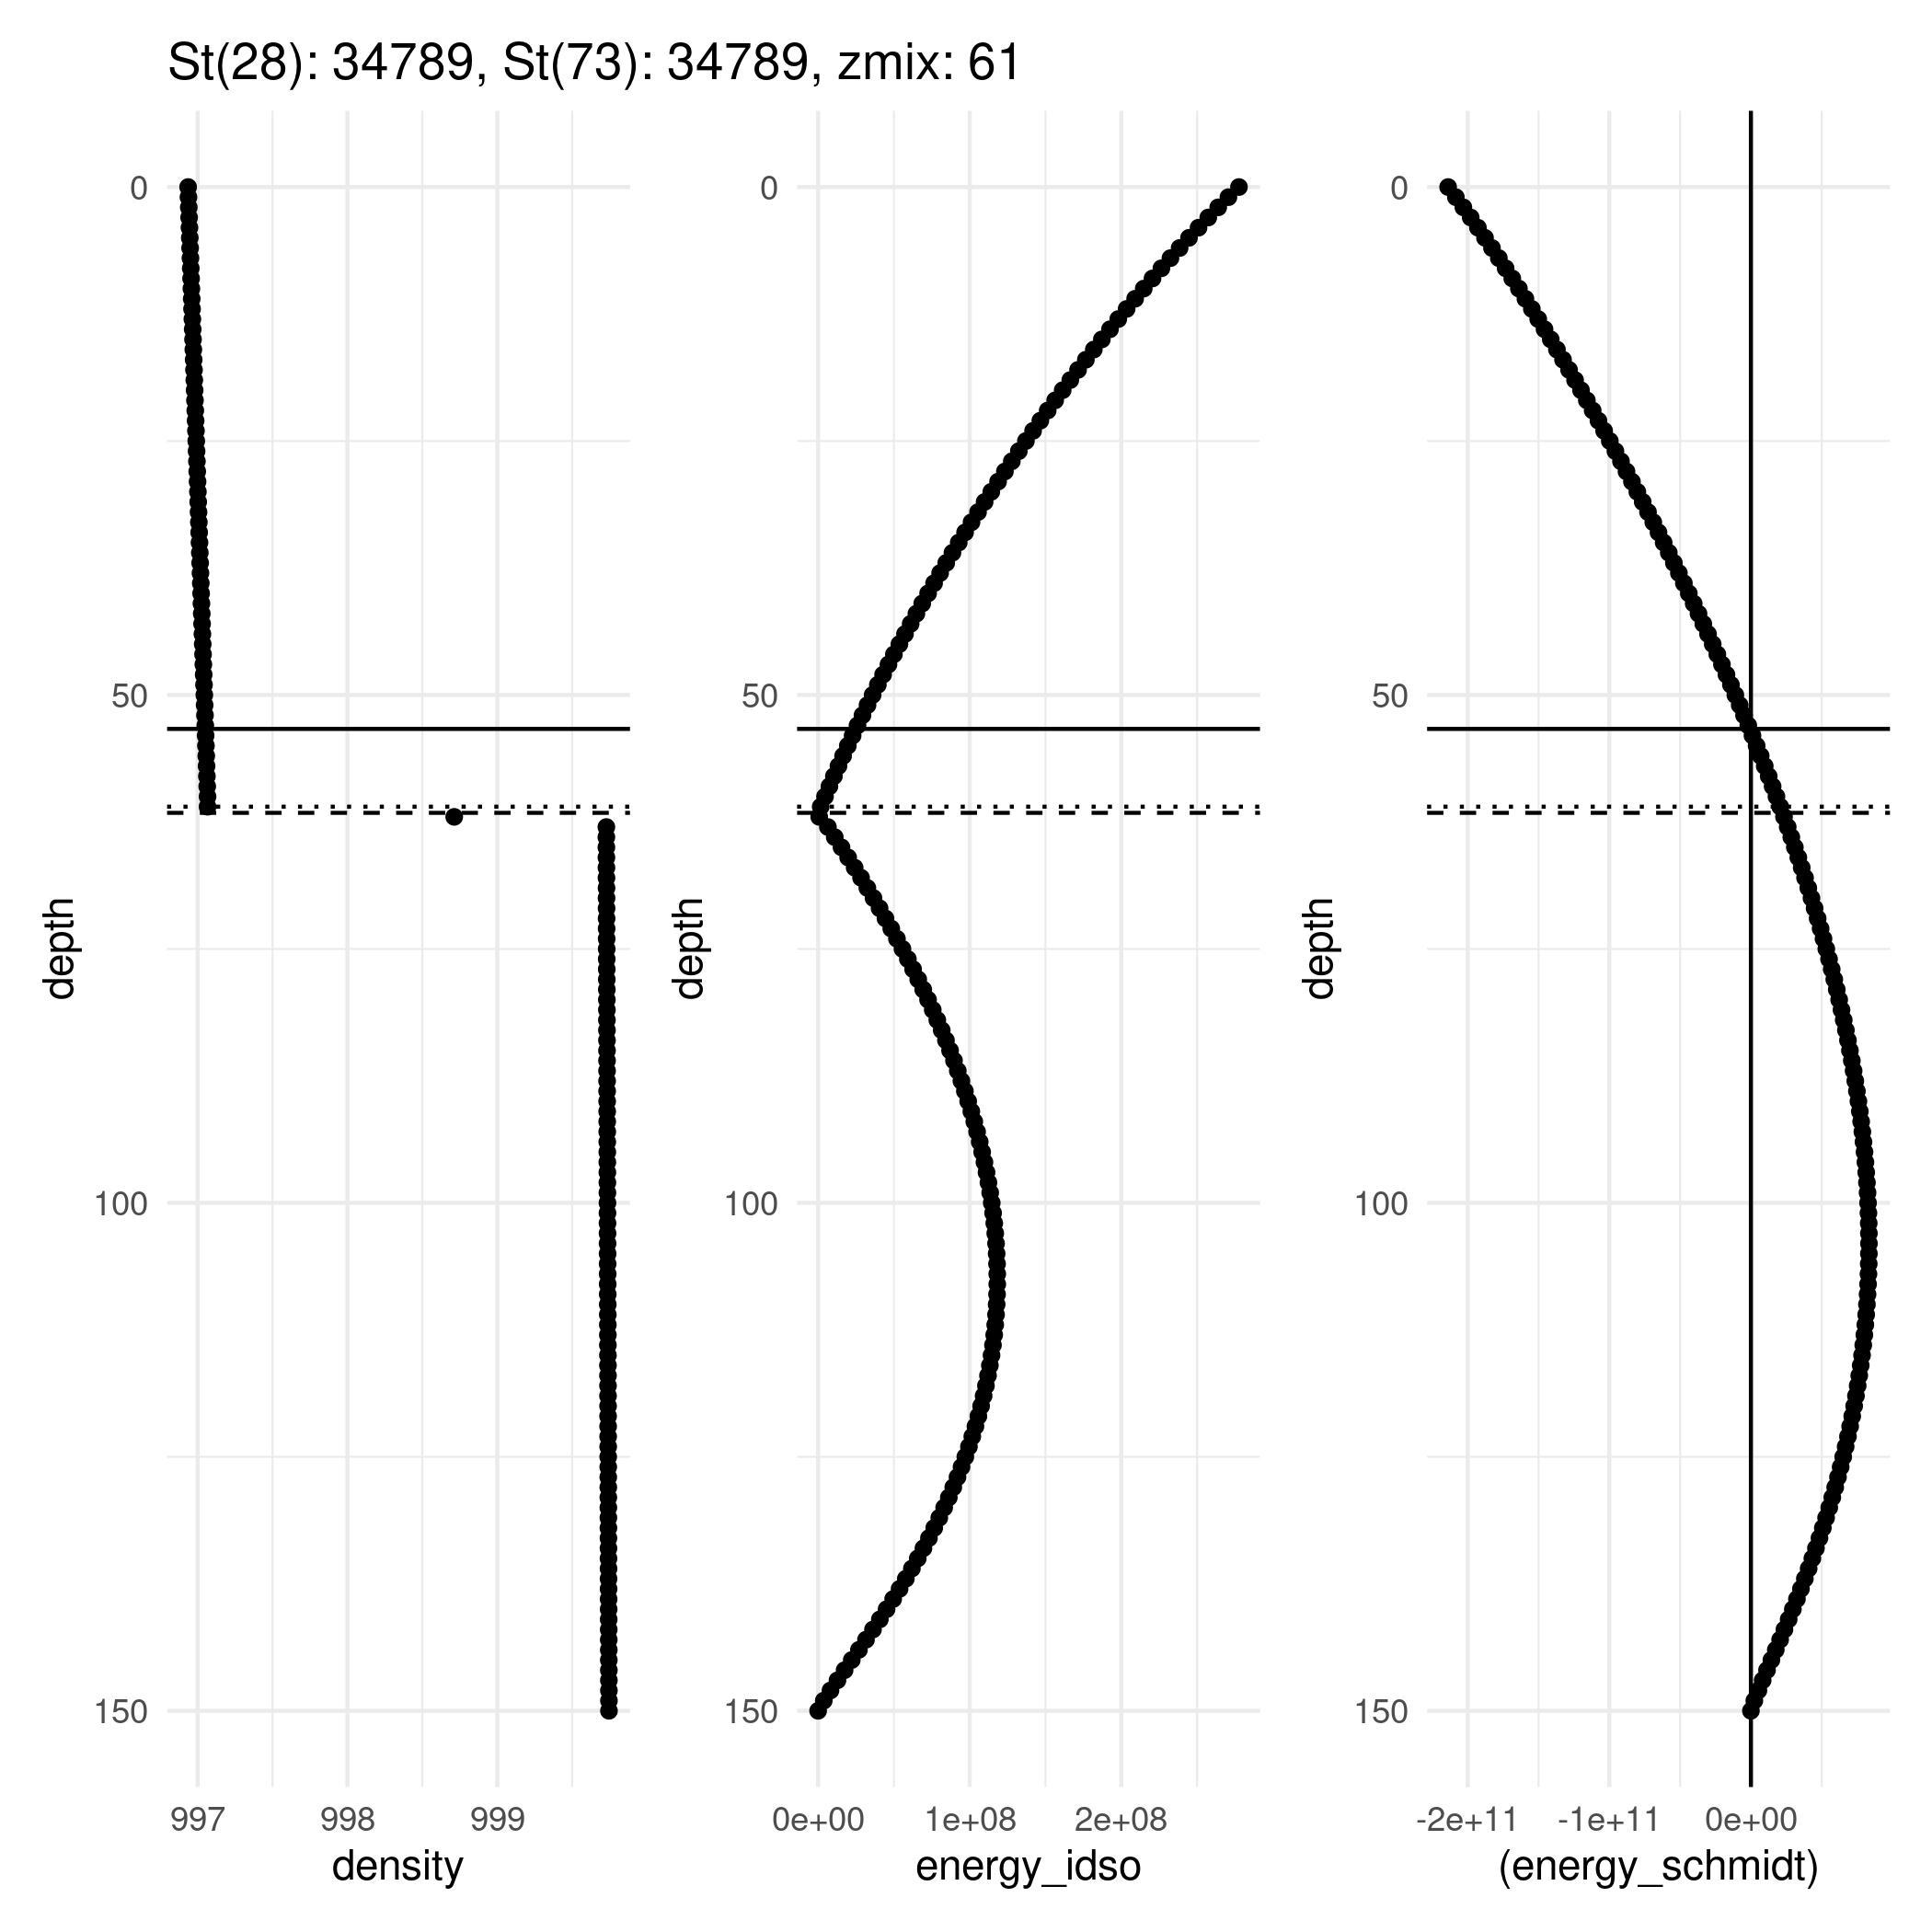 St(28): 34789, St(73): 34789, zmix: 61
0
50
100
150
depth
997
998
999
density
0
50
100
150
depth
0e+00
1e+08
2e+08
energy_idso
0
50
100
150
depth
-2e+11
-1e+11
0e+00
(energy_schmidt)